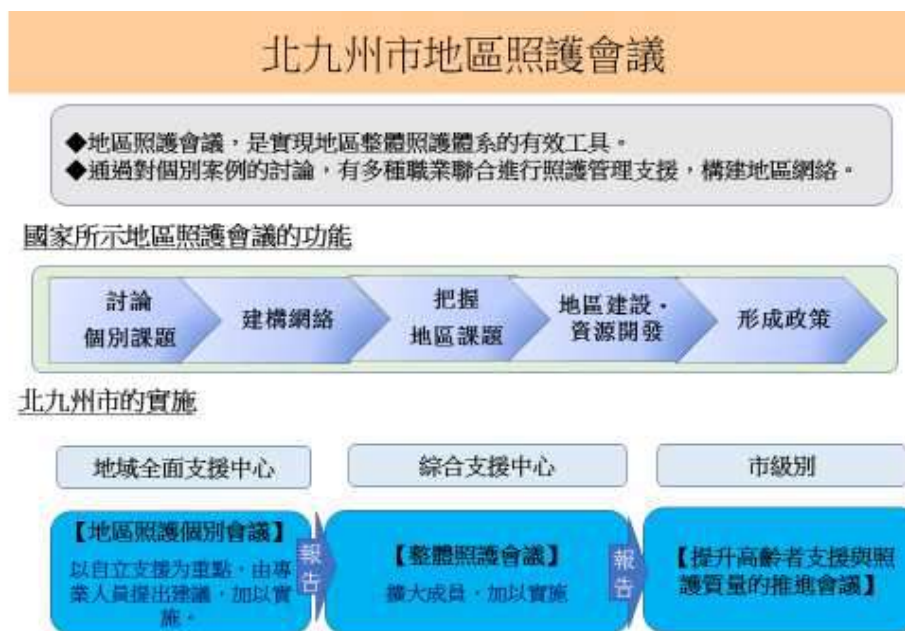 北九州市地區照護會議
◆地區照護會議，是實現地區整體照護體系的有效工具。
◆通過對個別案例的討論，有多種職業聯合進行照護管理支援，構建地區網絡。
國家所示地區照護會議的功能
討論
個別課題
建構網絡
把握
地區課題
地區建設・
資源開發
形成政策
北九州市的實施
地域全面支援中心
綜合支援中心
市級別
【地區照護個別會議】
以自立支援为重點，由專
業人員提出建議，加以實
施。
報告
【整體照護會議】
擴大成員，加以實施
報告
【提升高齡者支援與照
護質量的推進會議】